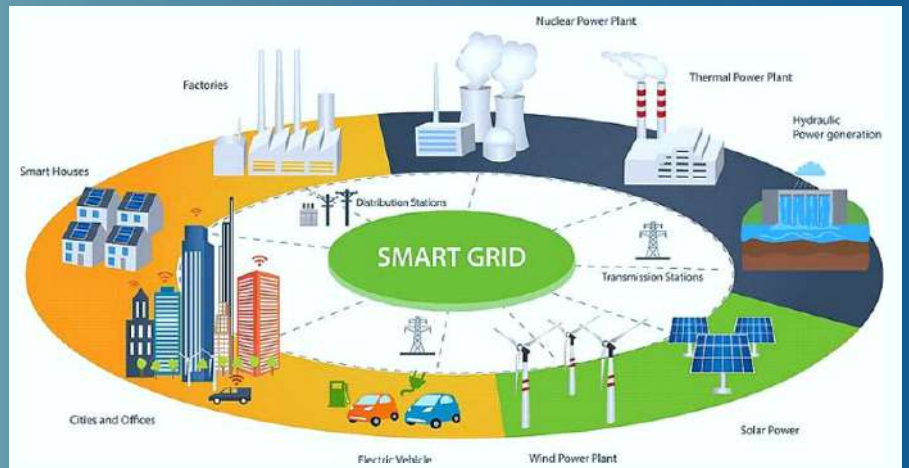 Nuclear Power Plant
Factories
Thermal Power Plant
Hydraulic
Power generation
Smart Houses
Distribution Stations
SMART GRID
Transmission Stations
Cities and Offices
Electric Vehicle
Wind Power Plant
Solar Power